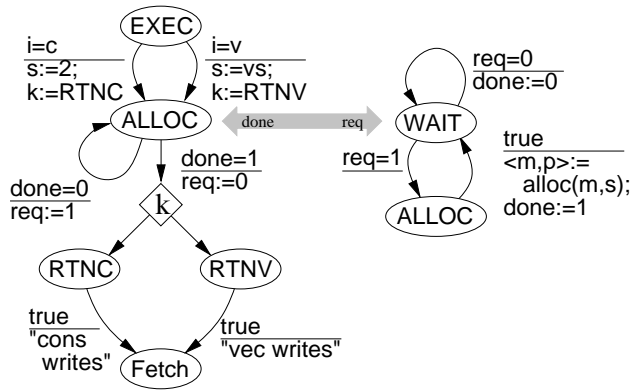 EXEC
i=c
s:=2;
k:=RTNC
i=v
s:=vs;
k:=RTNV
ALLOC
done req
done=0
req:=1
done=1
req:=0
k
RTNC
RTNV
true
"cons
writes"
true
"vec writes"
Fetch
req=0
done:=0
WAIT
req=1
true
<m,p>:=
alloc(m,s);
done:=1
ALLOC